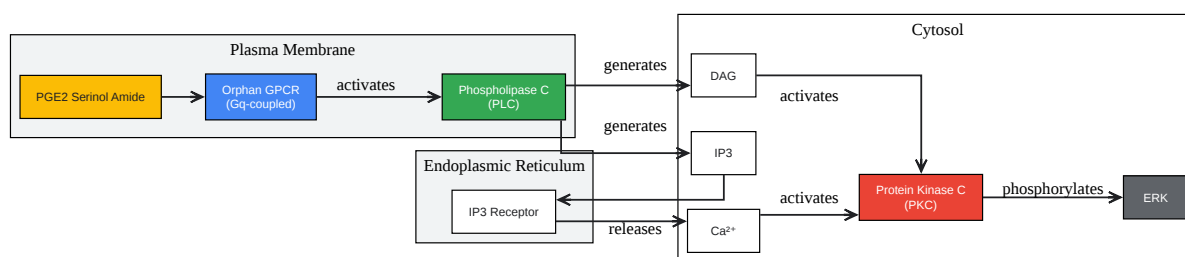 Plasma Membrane
PGE2 Serinol Amide
Orphan GPCR
(Gq-coupled)
activates
Phospholipase C
(PLC)
generates
generates
Endoplasmic Reticulum
IP3 Receptor
releases
Cytosol
DAG
activates
IP3
Ca²⁺
activates
Protein Kinase C
(PKC)
phosphorylates
ERK